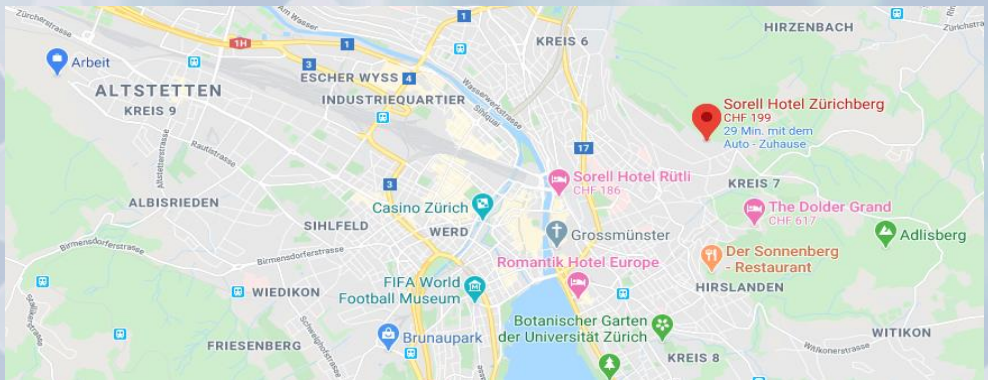 Zürcherstrasse
Am Wasser
1
1H
1
KREIS 6
HIRZENBACH
Arbeit
3
ESCHER WYSS
4
ALTSTETTEN
KREIS 9
INDUSTRIEQUARTIER
Wasserwerkstrasse
Sihlquai
Sorell Hotel Zürichberg
CHF 199
29 Min. mit dem
Auto - Zuhause
17
Rautistrasse
Altstetterstrasse
3
Sorell Hotel Rütli
CHF 186
KREIS 7
ALBISRIEDEN
Casino Zürich
The Dolder Grand
CHF 617
SIHLFELD
WERD
Grossmünster
Adlisberg
Birmensdorferstrasse
Birmensdorferstrasse
Romantik Hotel Europe
Der Sonnenberg
- Restaurant
FIFA World
Football Museum
WIEDIKON
HIRSLANDEN
Botanischer Garten
der Universität Zürich
Brunaupark
FRIESENBERG
WITIKON
Witikonerstrasse
KREIS 8